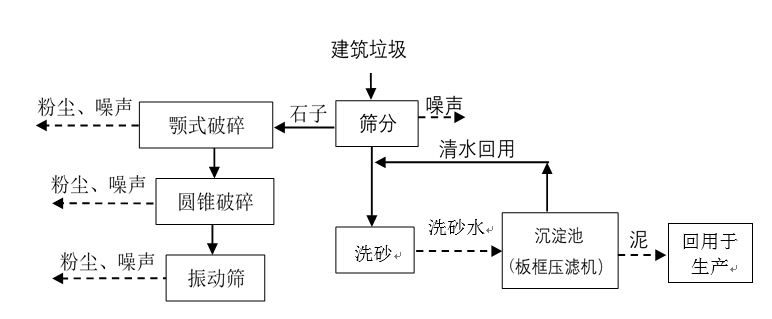 建筑垃圾
粉尘、噪声
颚式破碎
石子
筛分
噪声
清水回用
粉尘、噪声
圆锥破碎
洗砂
洗砂水
沉淀池
(板框压滤机)
泥
回用于
生产
粉尘、噪声
振动筛